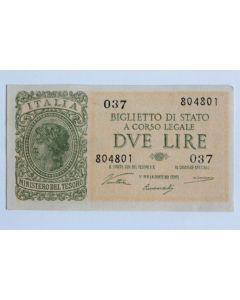 ITALIA
MINISTERO DEL TESORO
037 804801
BIGLIETTO DI STATO
A CORSO LEGALE
DVE LIRE
804801 037